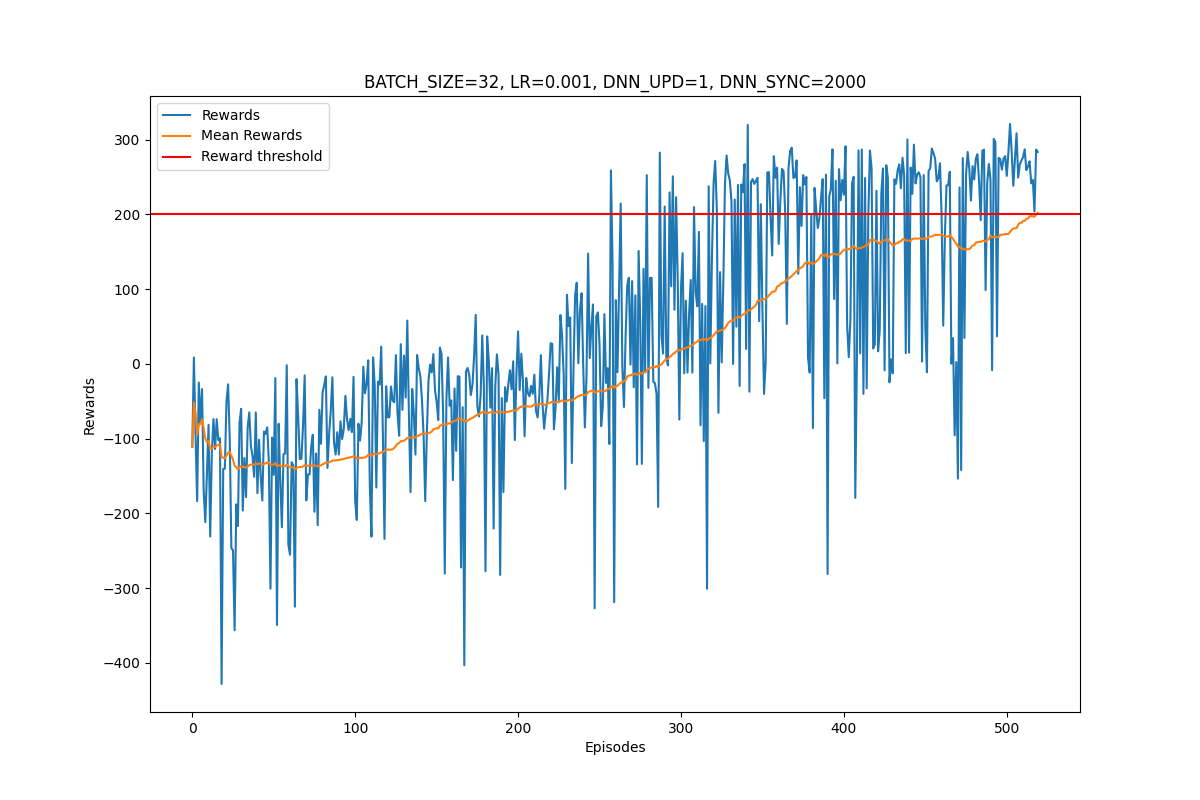 BATCH_SIZE=32, LR=0.001, DNN_UPD=1, DNN_SYNC=2000
Rewards
Mean Rewards
Reward threshold
300
200
100
0
−100
−200
−300
−400
Rewards
0 100 200 300 400 500
Episodes